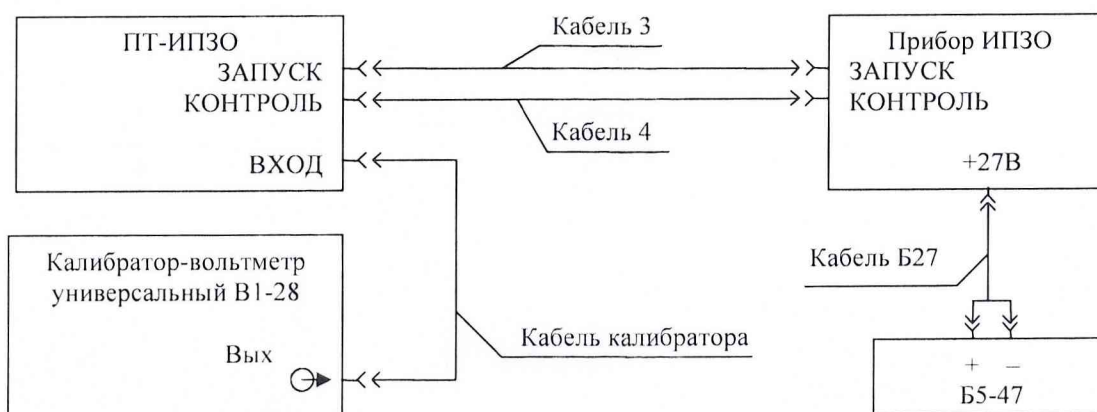 ПТ-ИПЗО
ЗАПУСК
КОНТРОЛЬ
ВХОД
Кабель 3
Кабель 4
Прибор ИПЗО
ЗАПУСК
КОНТРОЛЬ
+27В
Калибратор-вольтметр
универсальный В1-28
Вых
Кабель калибратора
Кабель Б27
+ –
Б5-47